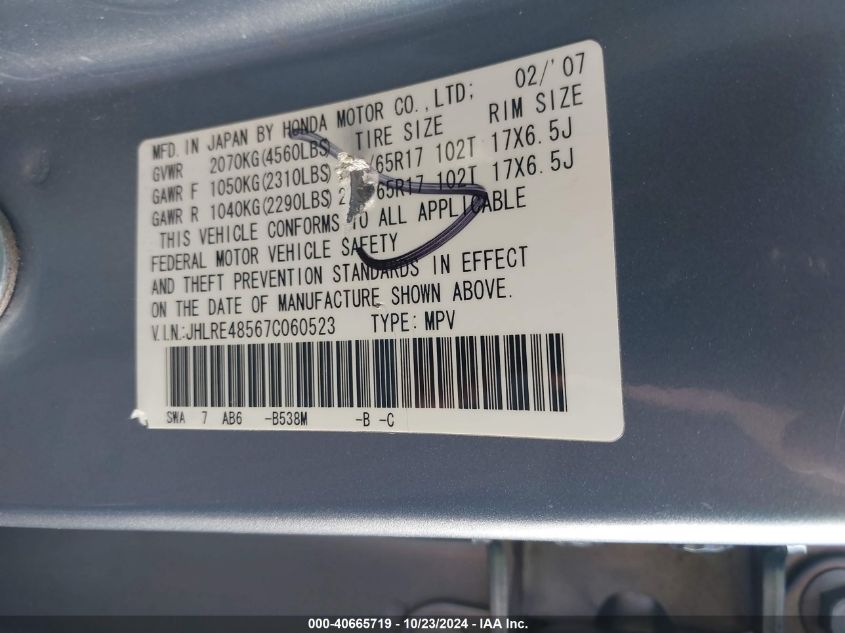 MFD. IN JAPAN BY HONDA MOTOR CO.,LTD; 02/'07
GVWR 2070KG(4560LBS) TIRE SIZE RIM SIZE
GAWR F 1050KG(2310LBS) /65R17 102T 17X6.5J
GAWR R 1040KG(2290LBS) 2 65R17 102T 17X6.5J
THIS VEHICLE CONFORMS TO ALL APPLICABLE
FEDERAL MOTOR VEHICLE SAFETY
AND THEFT PREVENTION STANDARDS IN EFFECT
ON THE DATE OF MANUFACTURE SHOWN ABOVE.
V.I.N.:JHLRE48567C060523 TYPE: MPV
SWA 7 AB6 -B538M -B -C
000-40665719 - 10/23/2024 - IAA Inc.